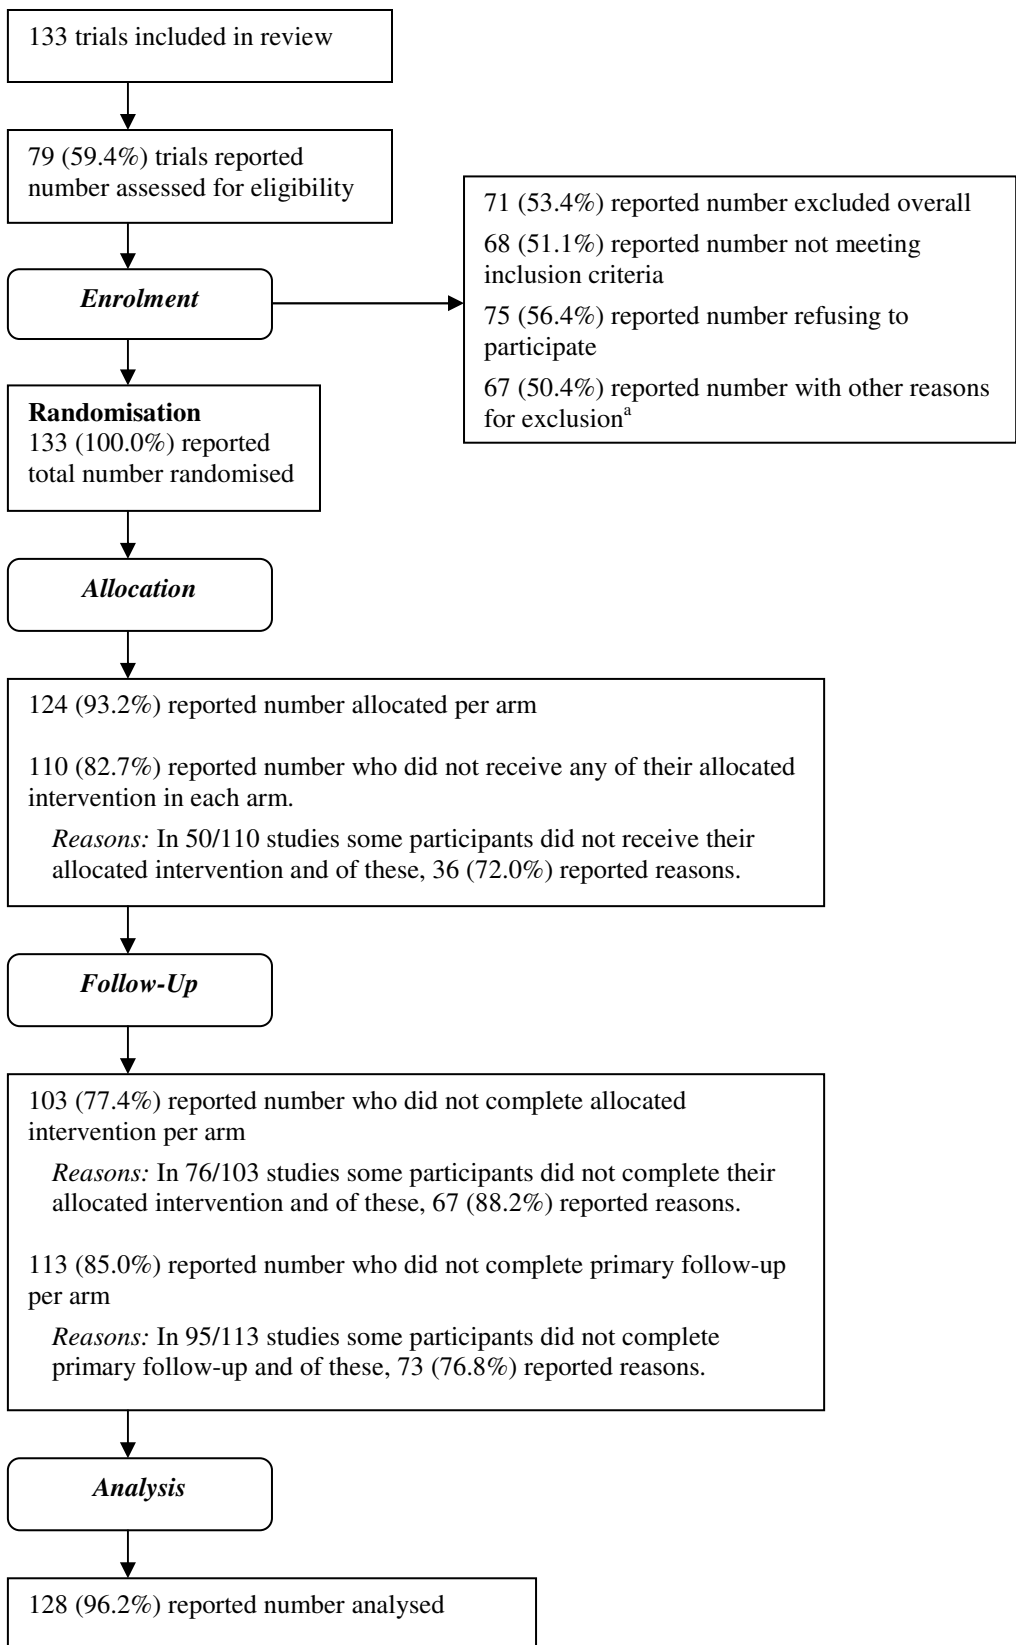 133 trials included in review
79 (59.4%) trials reported
number assessed for eligibility
71 (53.4%) reported number excluded overall
68 (51.1%) reported number not meeting
inclusion criteria
75 (56.4%) reported number refusing to
participate
67 (50.4%) reported number with other reasons
for exclusionᵃ
Enrolment
Randomisation
133 (100.0%) reported
total number randomised
Allocation
124 (93.2%) reported number allocated per arm
110 (82.7%) reported number who did not receive any of their allocated
intervention in each arm.
Reasons: In 50/110 studies some participants did not receive their
allocated intervention and of these, 36 (72.0%) reported reasons.
Follow-Up
103 (77.4%) reported number who did not complete allocated
intervention per arm
Reasons: In 76/103 studies some participants did not complete their
allocated intervention and of these, 67 (88.2%) reported reasons.
113 (85.0%) reported number who did not complete primary follow-up
per arm
Reasons: In 95/113 studies some participants did not complete
primary follow-up and of these, 73 (76.8%) reported reasons.
Analysis
128 (96.2%) reported number analysed